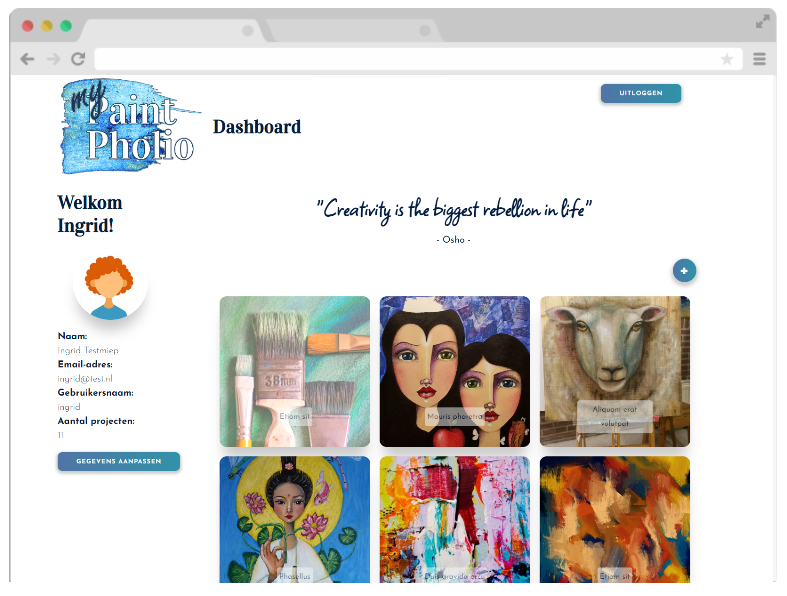 my
Paint
Pholio
Dashboard
UITLOGGEN
Welkom
Ingrid!
"Creativity is the biggest rebellion in life"
- Osho -
+
Naam:
Ingrid Testmiep
Email-adres:
ingrid@test.nl
Gebruikersnaam:
ingrid
Aantal projecten:
11
GEGEVENS AANPASSEN
38mm
Etiam sit
Mauris pharetra
Aliquam erat
volutpat
Phasellus
Duis gravida arcu
Etiam sit